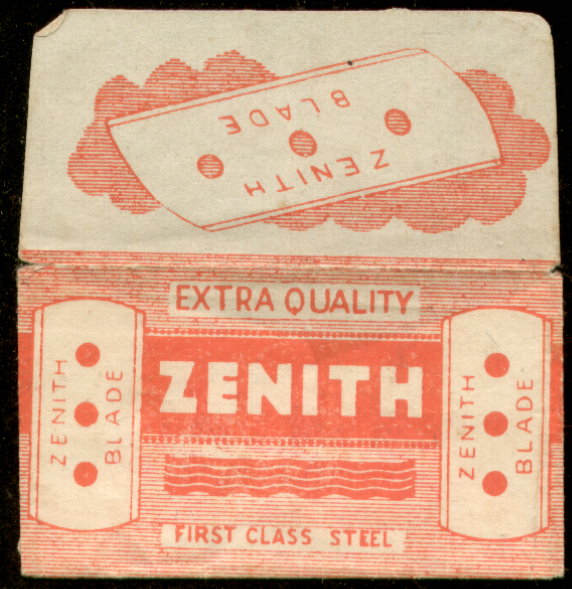 ZENITH
BLADE
EXTRA QUALITY
ZENITH
BLADE
ZENITH
ZENITH
BLADE
FIRST CLASS STEEL